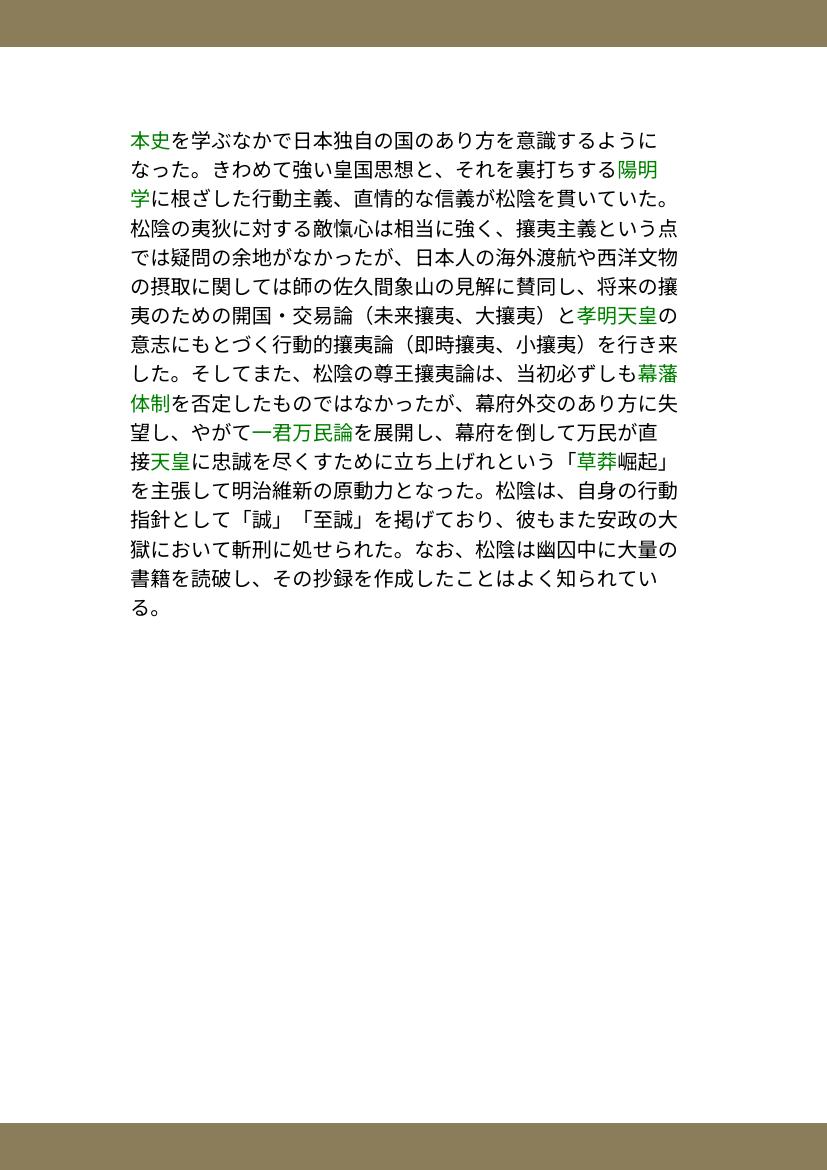 本史を学ぶなかで日本独自の国のあり方を意識するように
なった。きわめて強い皇国思想と、それを裏打ちする陽明
学に根ざした行動主義、直情的な信義が松陰を貫いていた。
松陰の夷狄に対する敵愾心は相当に強く、攘夷主義という点
では疑問の余地がなかったが、日本人の海外渡航や西洋文物
の摂取に関しては師の佐久間象山の見解に賛同し、将来の攘
夷のための開国・交易論（未来攘夷、大攘夷）と孝明天皇の
意志にもとづく行動的攘夷論（即時攘夷、小攘夷）を行き来
した。そしてまた、松陰の尊王攘夷論は、当初必ずしも幕藩
体制を否定したものではなかったが、幕府外交のあり方に失
望し、やがて一君万民論を展開し、幕府を倒して万民が直
接天皇に忠誠を尽くすために立ち上げれという「草莽崛起」
を主張して明治維新の原動力となった。松陰は、自身の行動
指針として「誠」「至誠」を掲げており、彼もまた安政の大
獄において斬刑に処せられた。なお、松陰は幽囚中に大量の
書籍を読破し、その抄録を作成したことはよく知られてい
る。